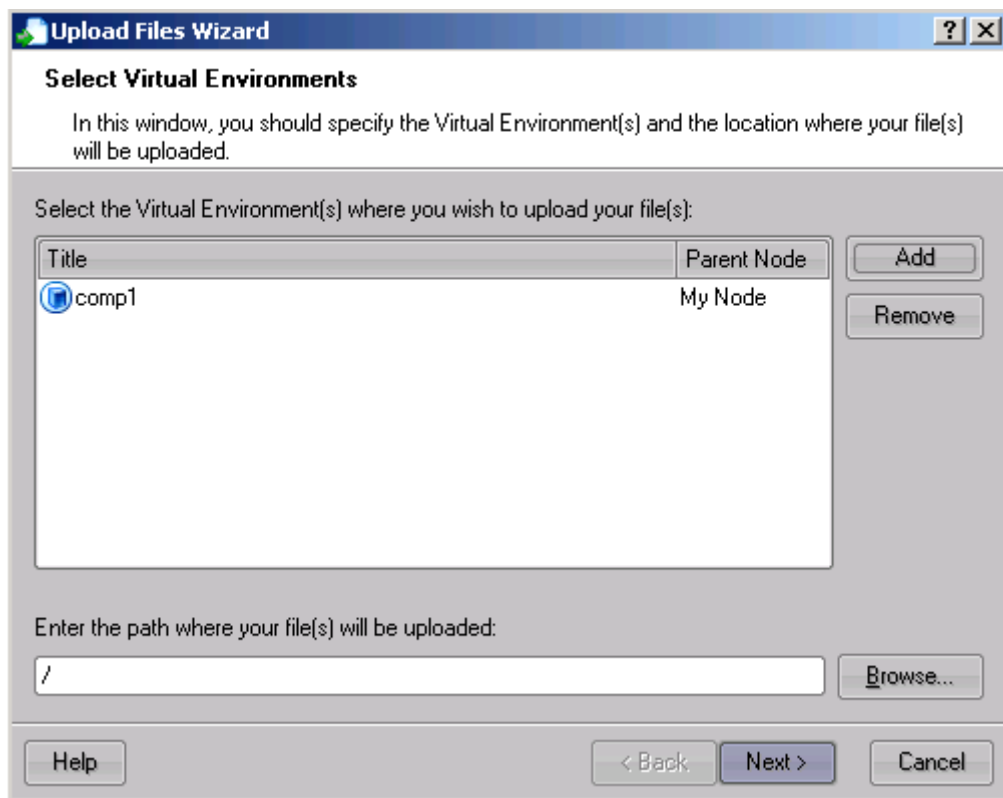 Upload Files Wizard
Select Virtual Environments
In this window, you should specify the Virtual Environment(s) and the location where your file(s)
will be uploaded.
Select the Virtual Environment(s) where you wish to upload your file(s):
Title Parent Node Add
comp1 My Node
Remove
Enter the path where your file(s) will be uploaded:
/ Browse...
Help < Back Next > Cancel